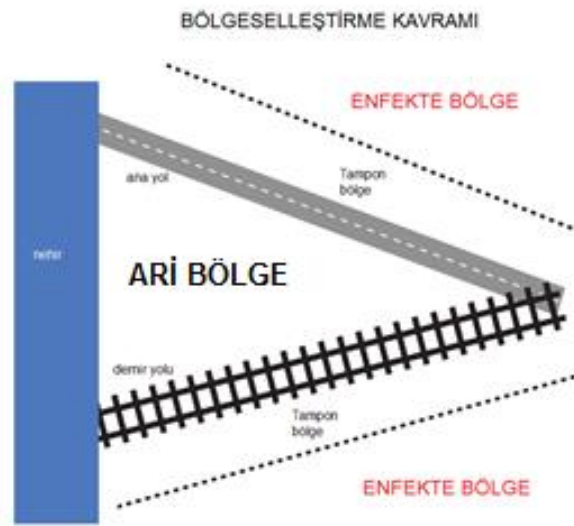 BÖLGESELLEŞTİRME KAVRAMI
ENFEKTE BÖLGE
Tampon
bölge
ana yol
nehir
ARİ BÖLGE
demir yolu
Tampon
bölge
ENFEKTE BÖLGE